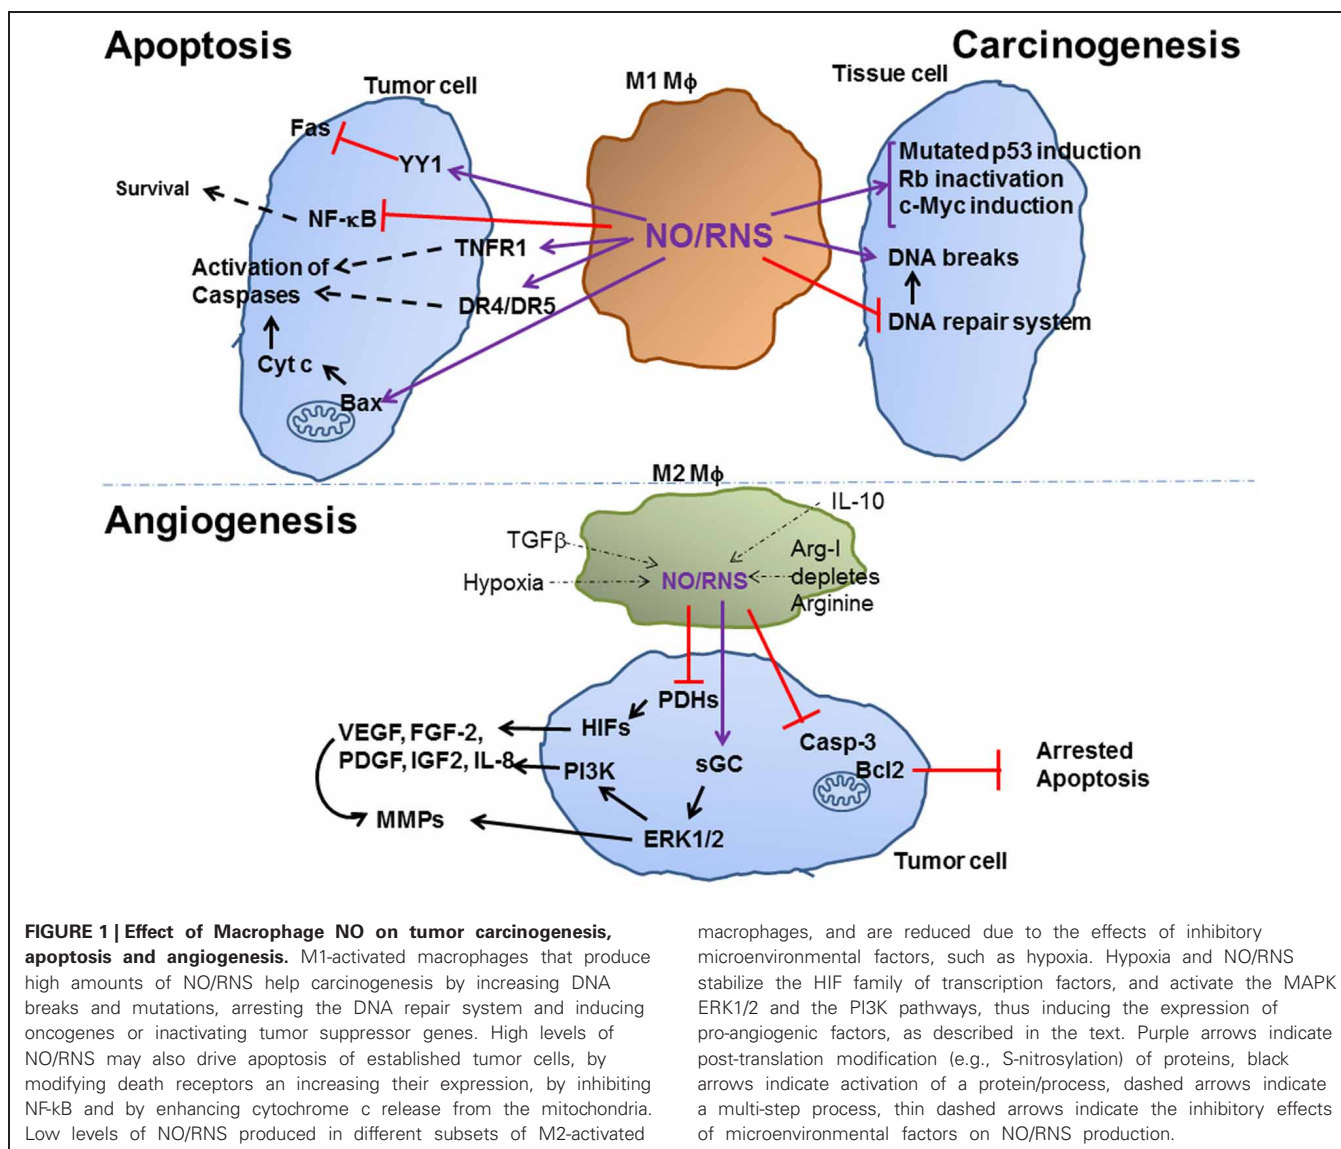 Apoptosis
Carcinogenesis
Tumor cell
M1 Mϕ
Tissue cell
Fas
YY1
Survival
NF-κB
TNFR1
Activation of
Caspases
DR4/DR5
Cyt c
Bax
NO/RNS
Mutated p53 induction
Rb inactivation
c-Myc induction
DNA breaks
DNA repair system
M2 Mϕ
Angiogenesis
IL-10
TGFβ
Hypoxia
NO/RNS
Arg-I
depletes
Arginine
PDHs
HIFs
VEGF, FGF-2,
PDGF, IGF2, IL-8
PI3K
sGC
Casp-3
Bcl2
Arrested
Apoptosis
MMPs
ERK1/2
Tumor cell
FIGURE 1 | Effect of Macrophage NO on tumor carcinogenesis,
apoptosis and angiogenesis. M1-activated macrophages that produce
high amounts of NO/RNS help carcinogenesis by increasing DNA
breaks and mutations, arresting the DNA repair system and inducing
oncogenes or inactivating tumor suppressor genes. High levels of
NO/RNS may also drive apoptosis of established tumor cells, by
modifying death receptors an increasing their expression, by inhibiting
NF-kB and by enhancing cytochrome c release from the mitochondria.
Low levels of NO/RNS produced in different subsets of M2-activated
macrophages, and are reduced due to the effects of inhibitory
microenvironmental factors, such as hypoxia. Hypoxia and NO/RNS
stabilize the HIF family of transcription factors, and activate the MAPK
ERK1/2 and the PI3K pathways, thus inducing the expression of
pro-angiogenic factors, as described in the text. Purple arrows indicate
post-translation modification (e.g., S-nitrosylation) of proteins, black
arrows indicate activation of a protein/process, dashed arrows indicate
a multi-step process, thin dashed arrows indicate the inhibitory effects
of microenvironmental factors on NO/RNS production.